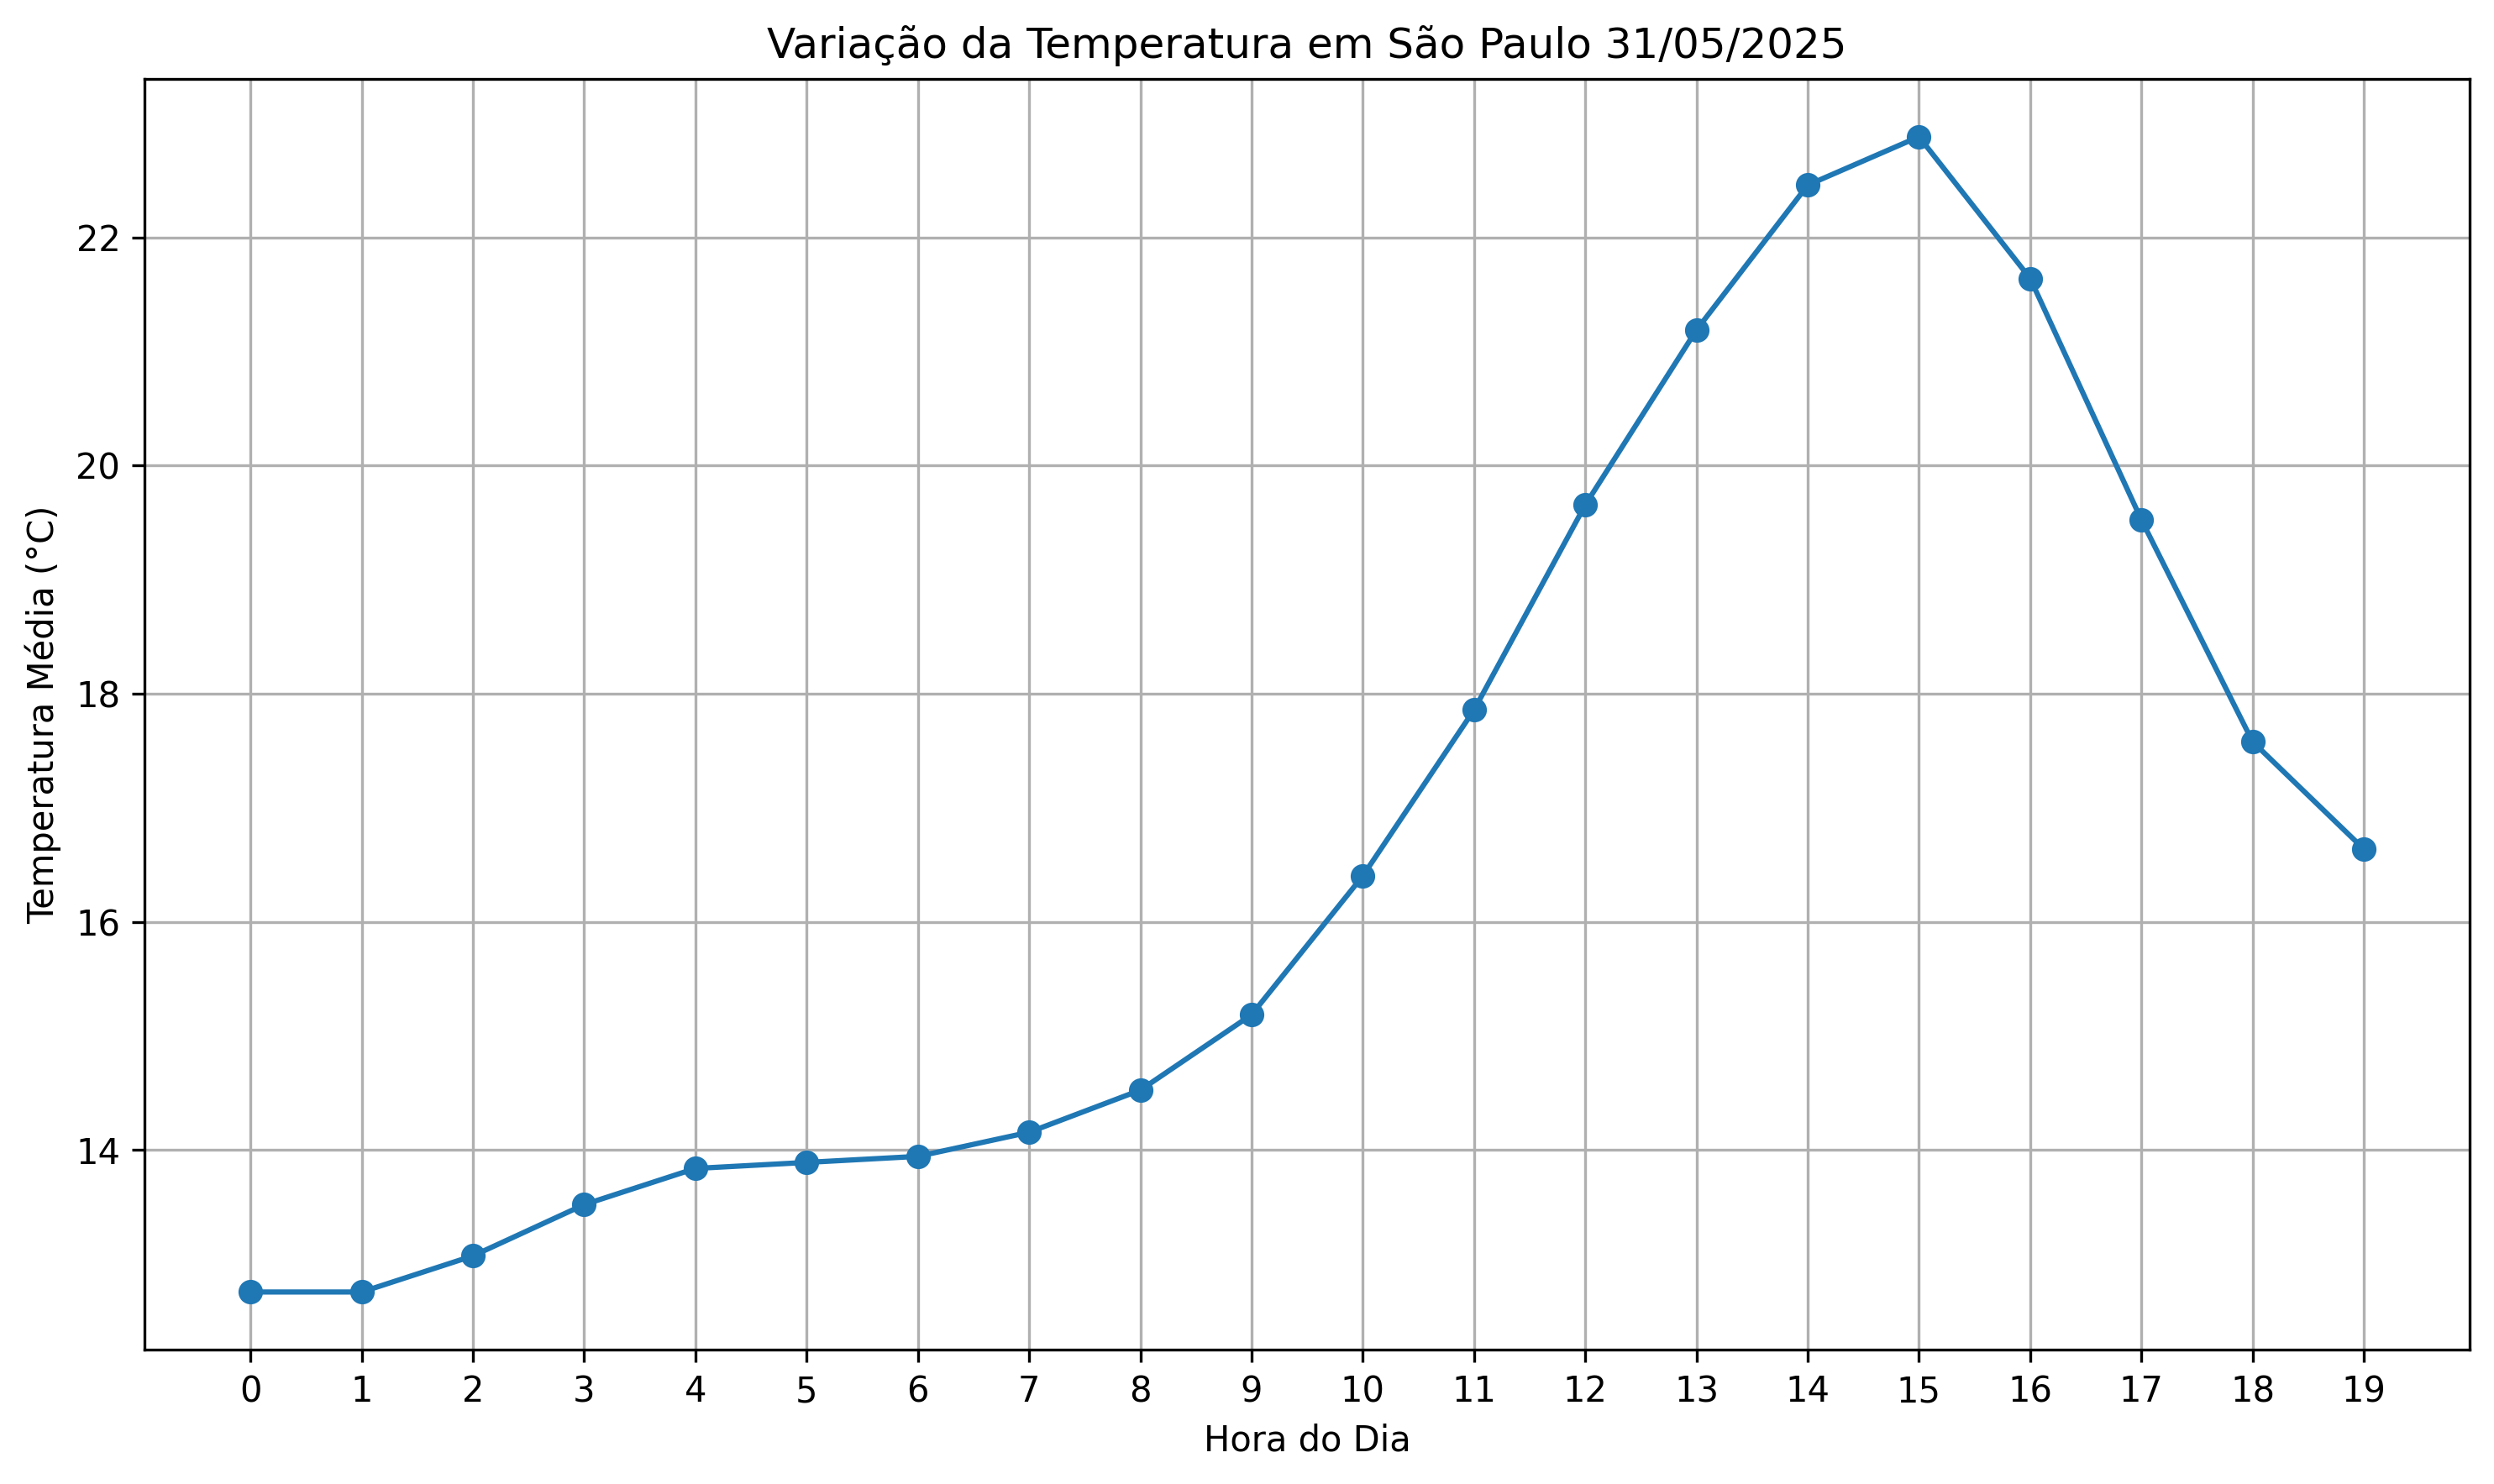 Variação da Temperatura em São Paulo 31/05/2025
Temperatura Média (°C)
22
20
18
16
14
0 1 2 3 4 5 6 7 8 9 10 11 12 13 14 15 16 17 18 19
Hora do Dia